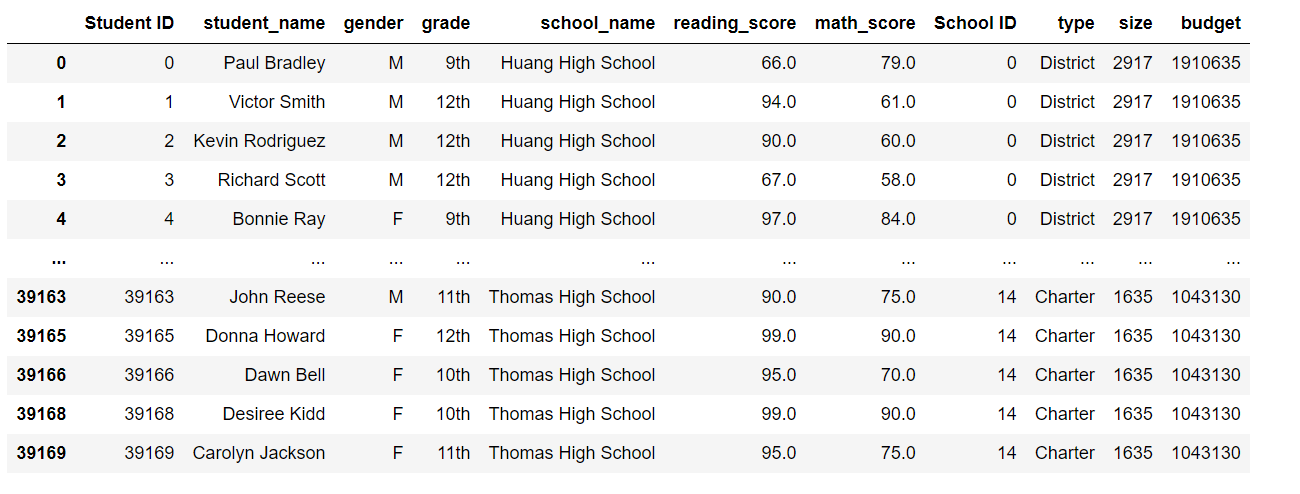 Student ID student_name gender grade school_name reading_score math_score School ID type size budget
0 0 Paul Bradley M 9th Huang High School 66.0 79.0 0 District 2917 1910635
1 1 Victor Smith M 12th Huang High School 94.0 61.0 0 District 2917 1910635
2 2 Kevin Rodriguez M 12th Huang High School 90.0 60.0 0 District 2917 1910635
3 3 Richard Scott M 12th Huang High School 67.0 58.0 0 District 2917 1910635
4 4 Bonnie Ray F 9th Huang High School 97.0 84.0 0 District 2917 1910635
... ... ... ... ... ... ... ... ... ... ... ...
39163 39163 John Reese M 11th Thomas High School 90.0 75.0 14 Charter 1635 1043130
39165 39165 Donna Howard F 12th Thomas High School 99.0 90.0 14 Charter 1635 1043130
39166 39166 Dawn Bell F 10th Thomas High School 95.0 70.0 14 Charter 1635 1043130
39168 39168 Desiree Kidd F 10th Thomas High School 99.0 90.0 14 Charter 1635 1043130
39169 39169 Carolyn Jackson F 11th Thomas High School 95.0 75.0 14 Charter 1635 1043130